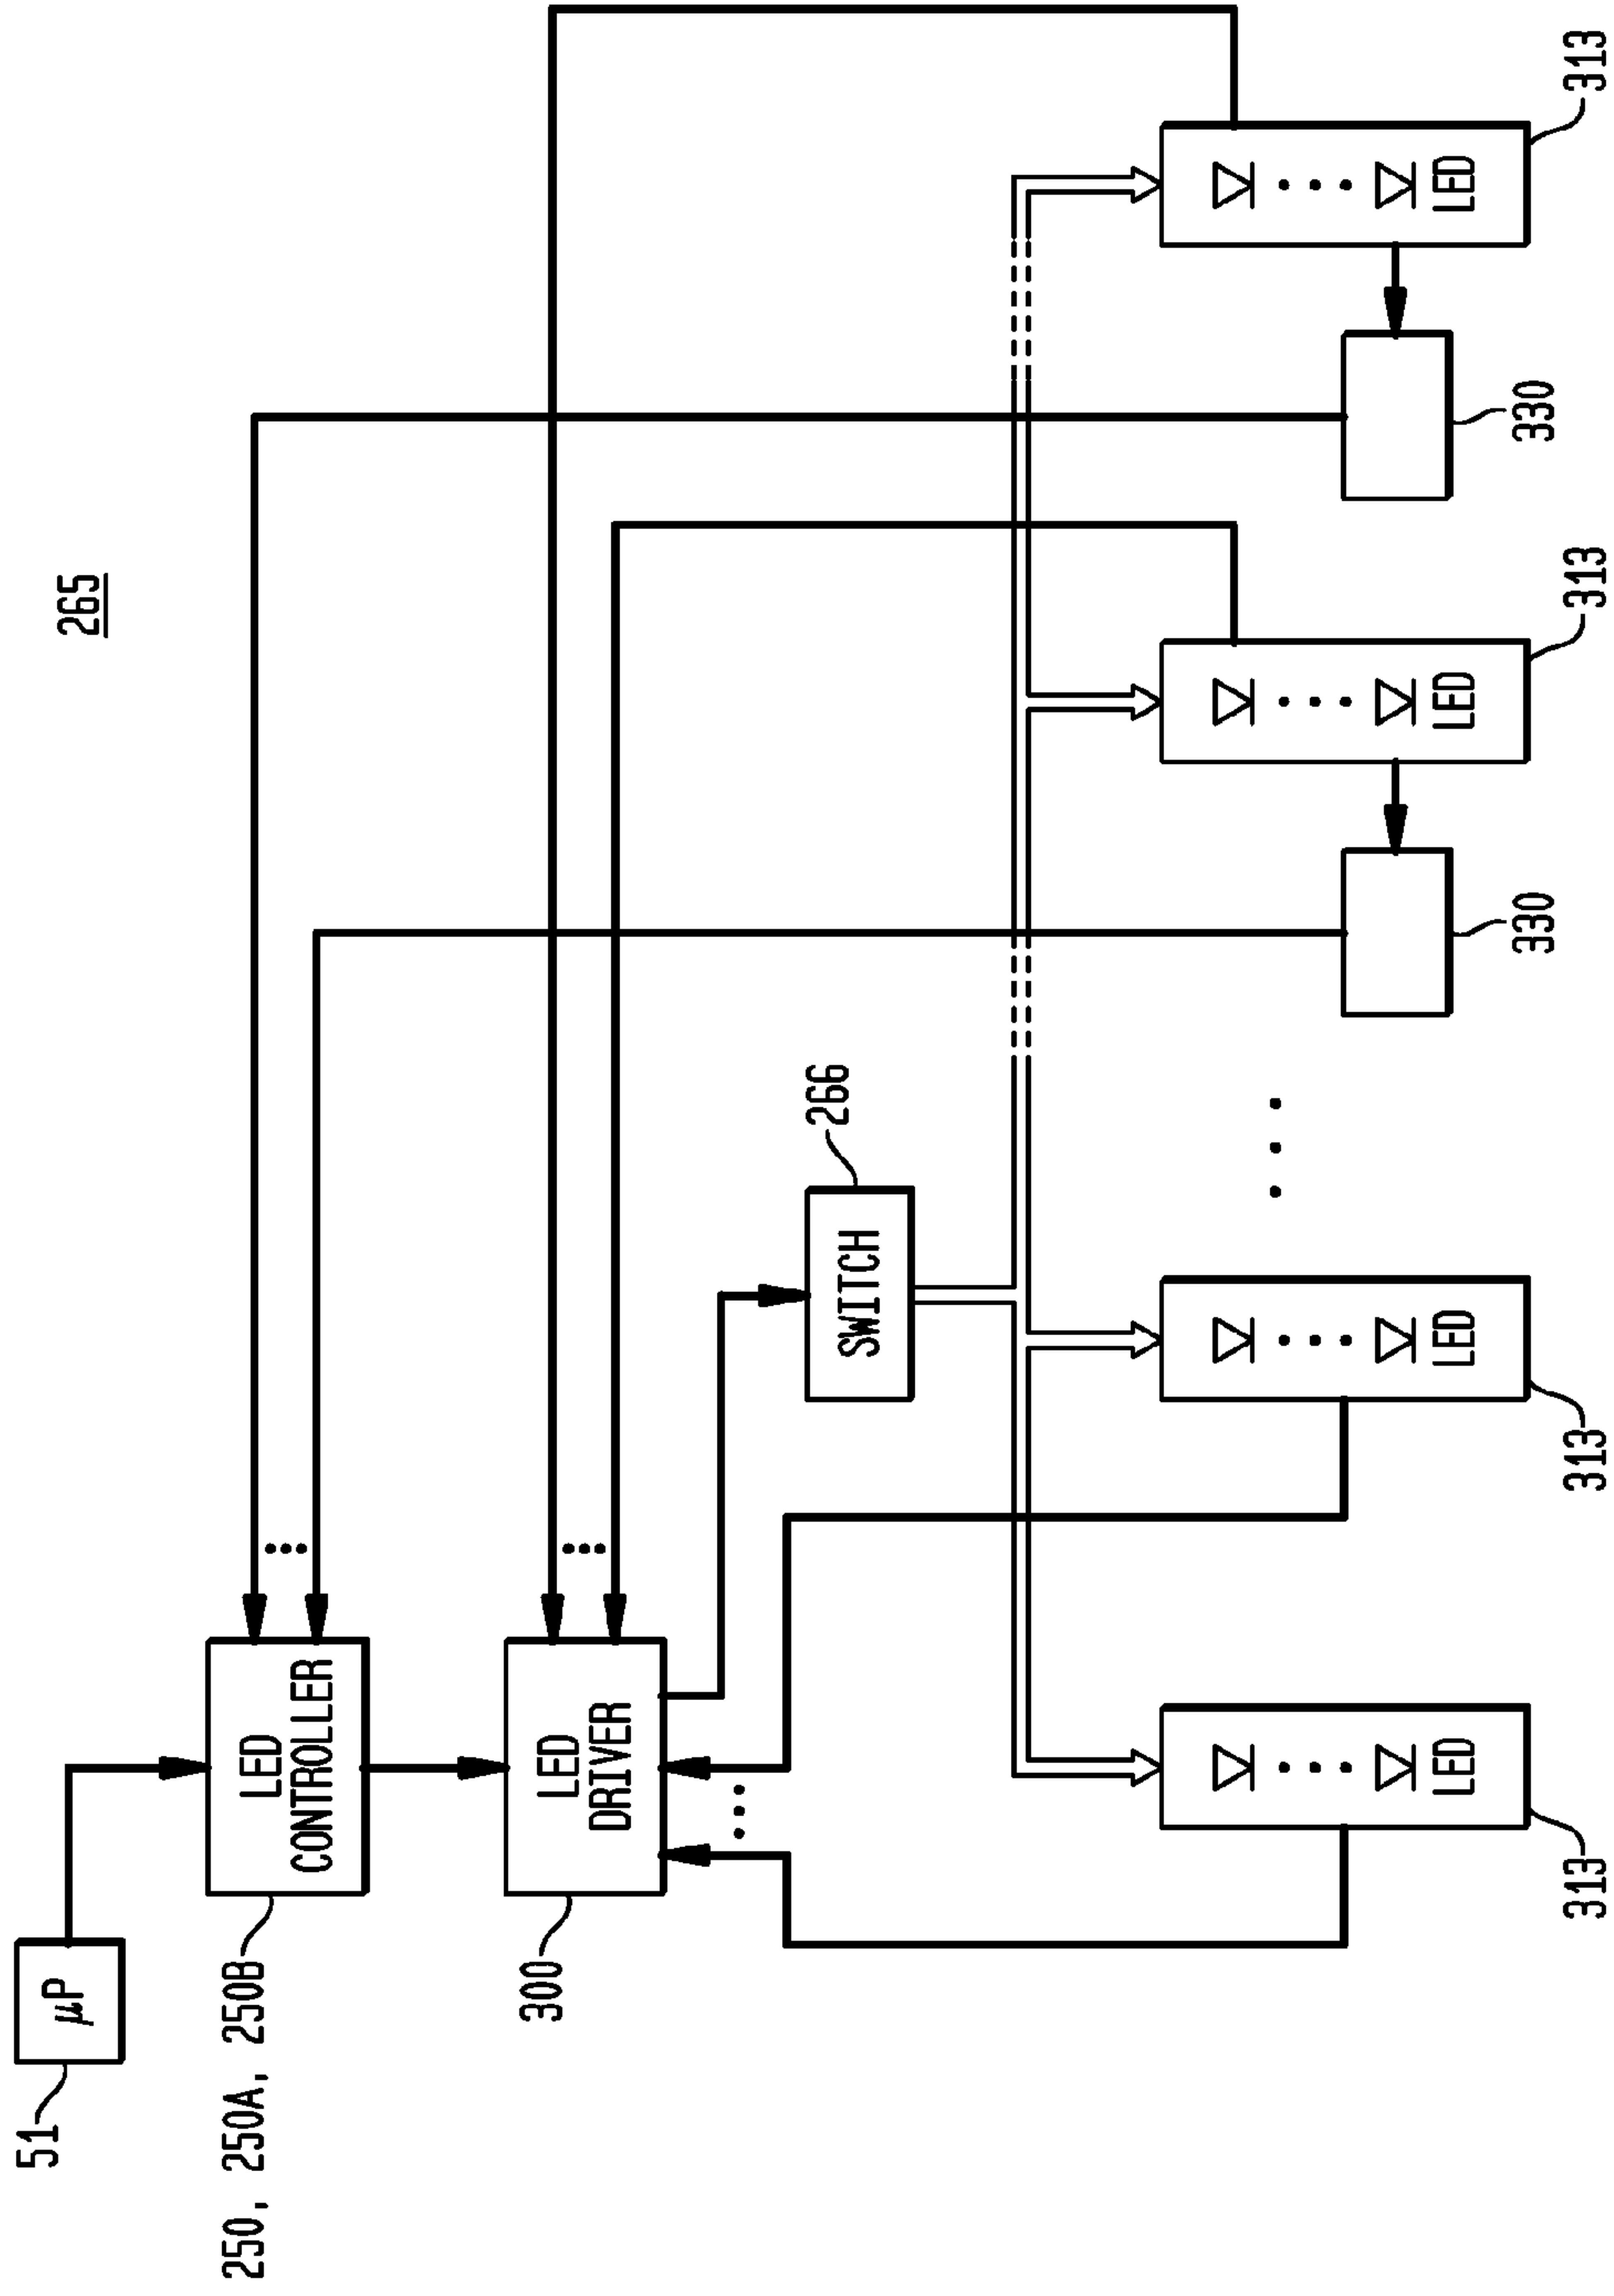 265
µP
51
LED
CONTROLLER
250, 250A, 250B
LED
DRIVER
300
SWITCH
266
LED
313
LED
313
LED
313
LED
313
330
330